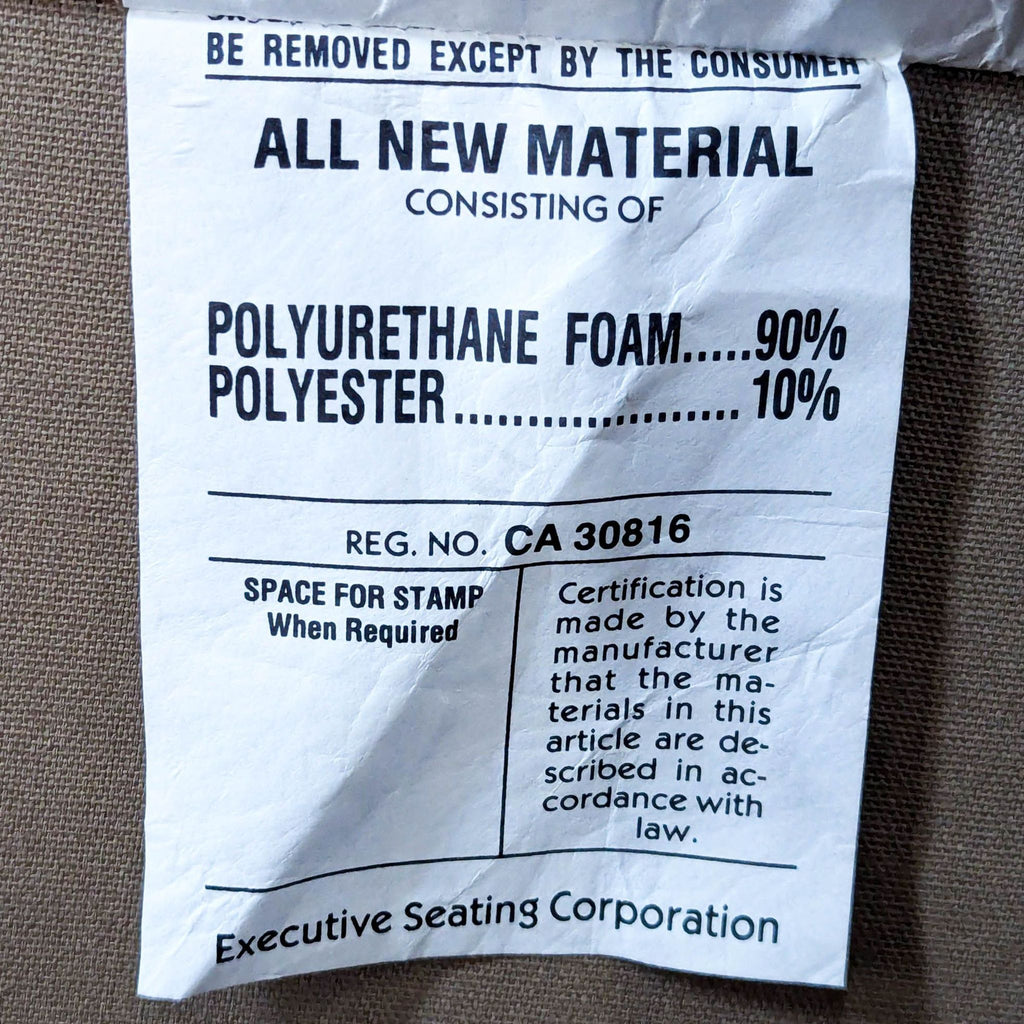 BE REMOVED EXCEPT BY THE CONSUMER
ALL NEW MATERIAL
CONSISTING OF
POLYURETHANE FOAM.....90%
POLYESTER.................... 10%
REG. NO. CA 30816
SPACE FOR STAMP
When Required
Certification is
made by the
manufacturer
that the ma-
terials in this
article are de-
scribed in ac-
cordance with
law.
Executive Seating Corporation